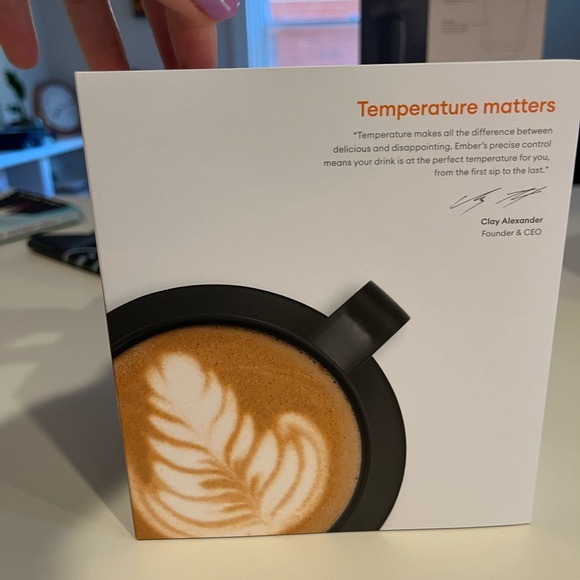 Temperature matters
"Temperature makes all the difference between
delicious and disappointing. Ember's precise control
means your drink is at the perfect temperature for you,
from the first sip to the last."
Clay Alexander
Founder & CEO